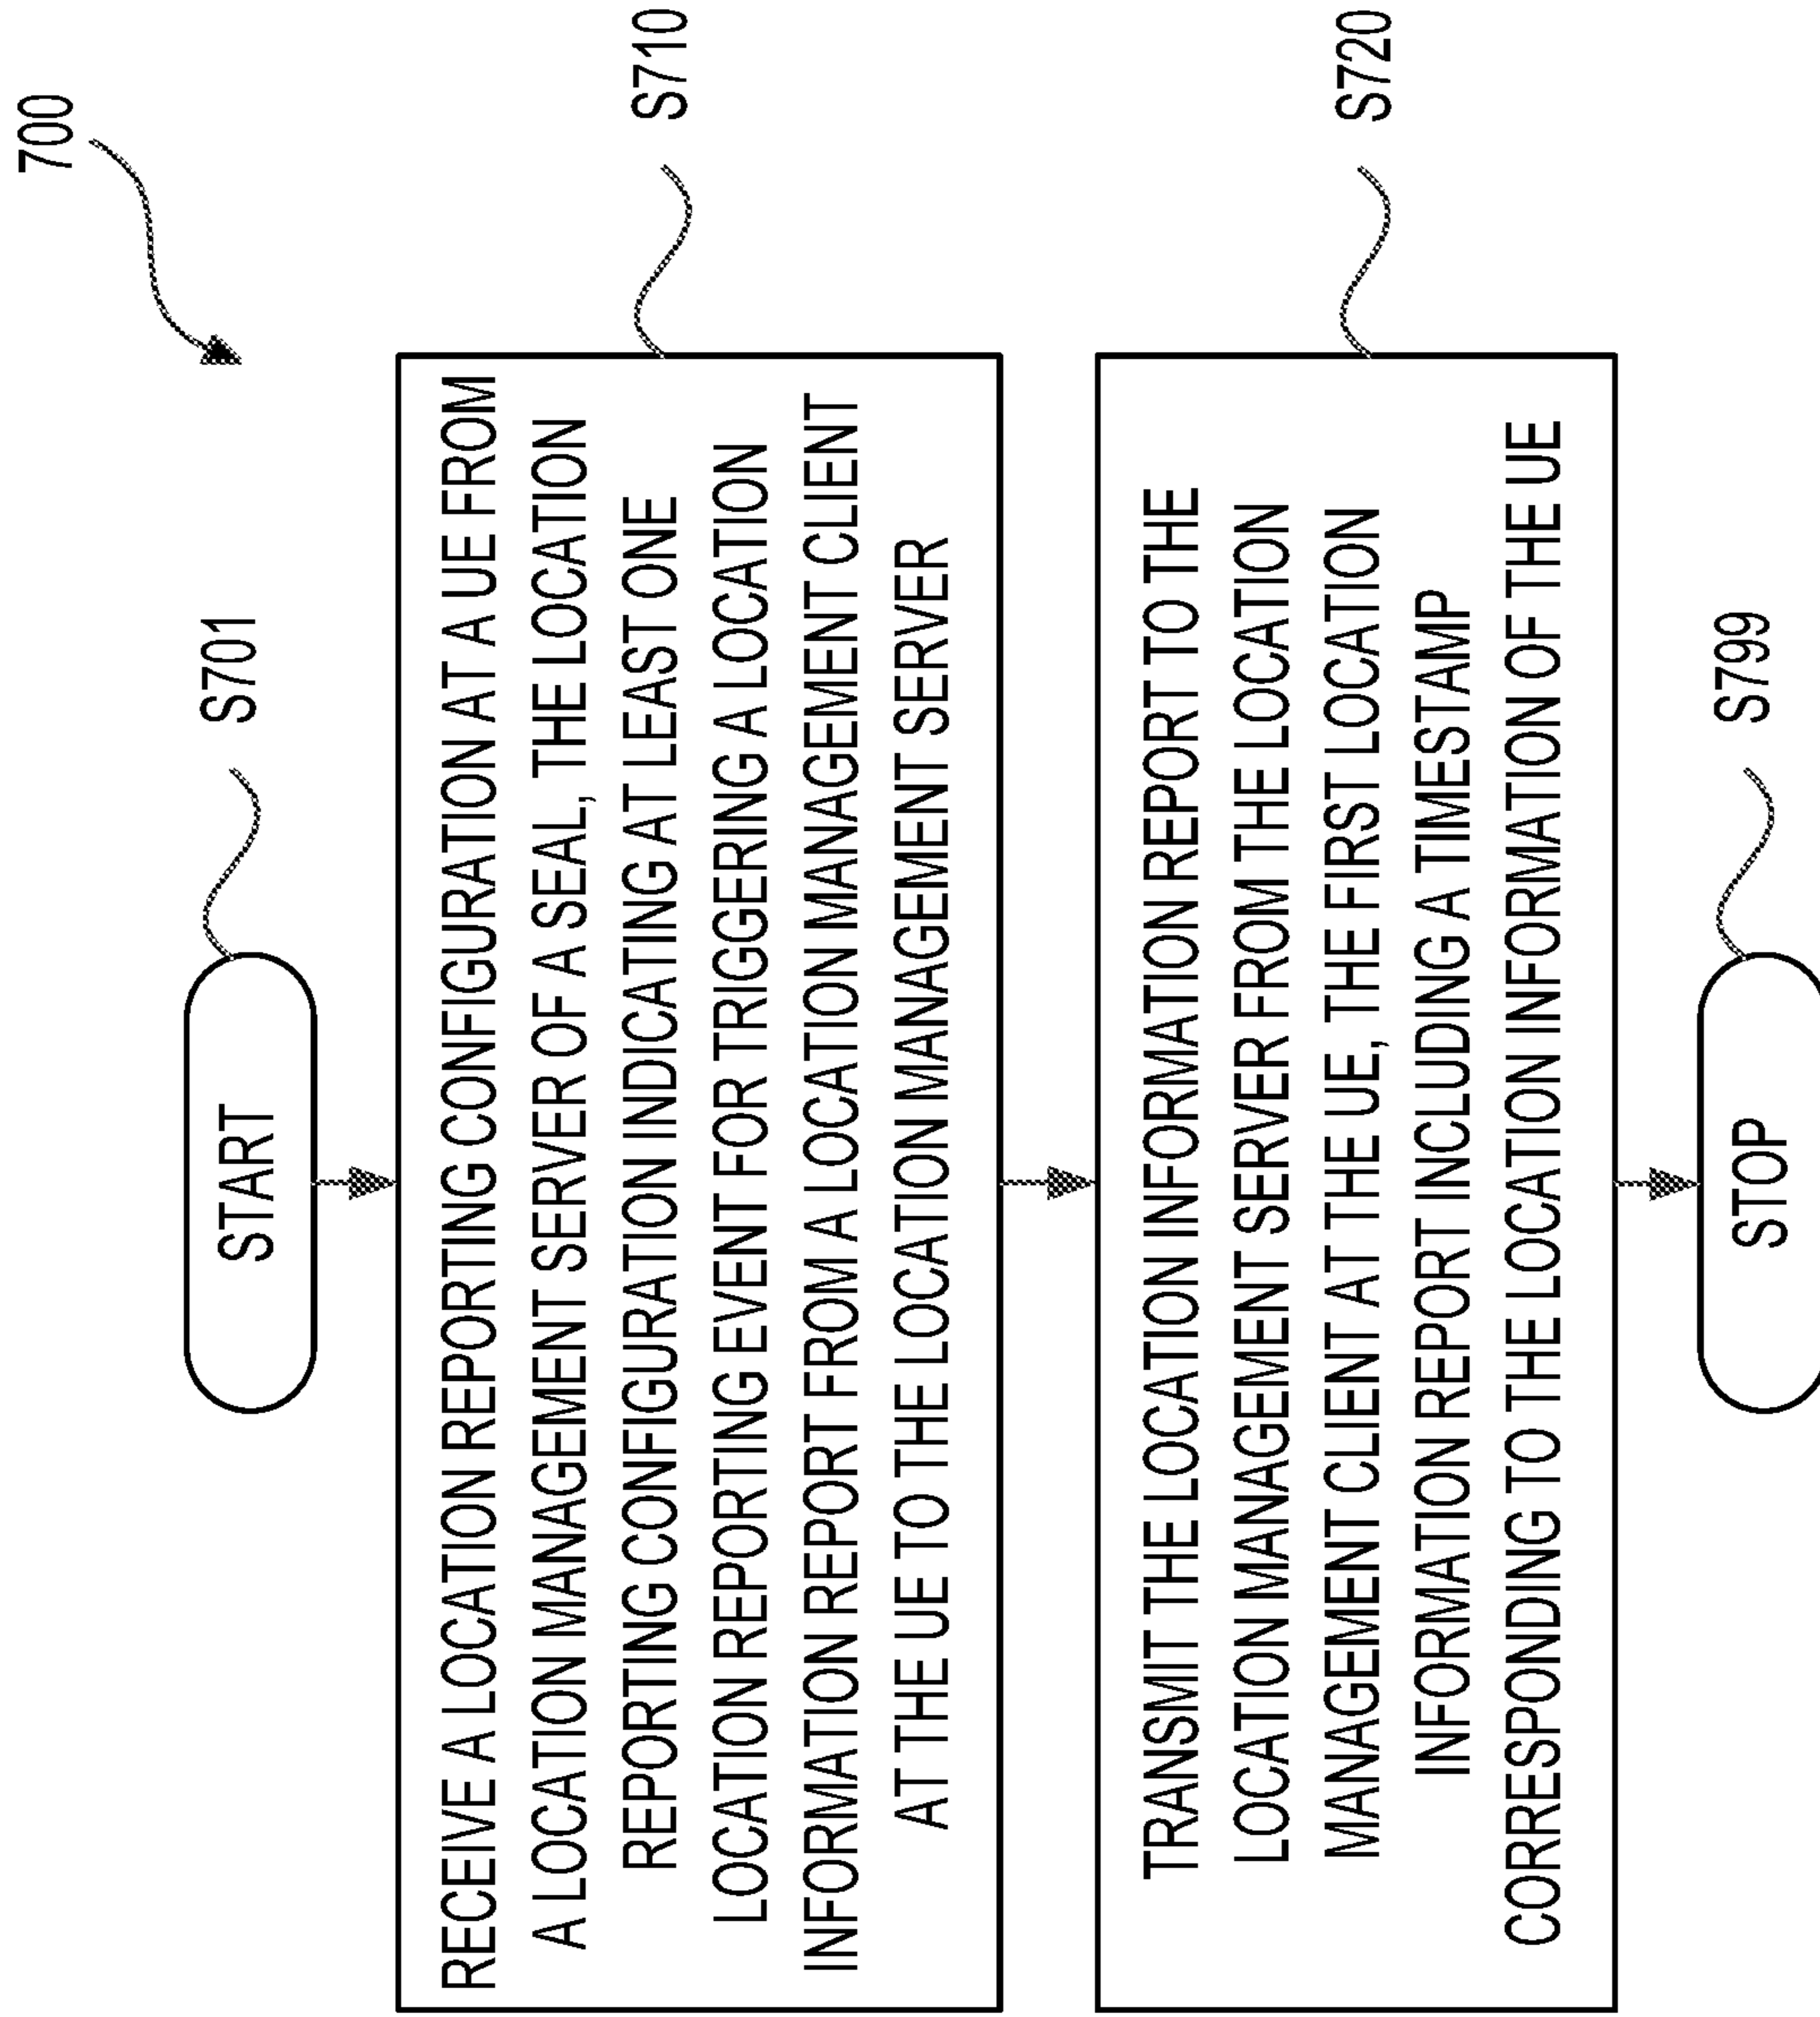 700
START
S701
RECEIVE A LOCATION REPORTING CONFIGURATION AT A UE FROM
A LOCATION MANAGEMENT SERVER OF A SEAL, THE LOCATION
REPORTING CONFIGURATION INDICATING AT LEAST ONE
LOCATION REPORTING EVENT FOR TRIGGERING A LOCATION
INFORMATION REPORT FROM A LOCATION MANAGEMENT CLIENT
AT THE UE TO THE LOCATION MANAGEMENT SERVER
S710
TRANSMIT THE LOCATION INFORMATION REPORT TO THE
LOCATION MANAGEMENT SERVER FROM THE LOCATION
MANAGEMENT CLIENT AT THE UE, THE FIRST LOCATION
INFORMATION REPORT INCLUDING A TIMESTAMP
CORRESPONDING TO THE LOCATION INFORMATION OF THE UE
S720
STOP
S799